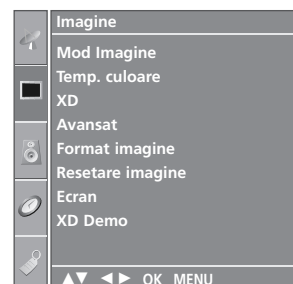 Imagine
Mod Imagine
Temp. culoare
XD
Avansat
Format imagine
Resetare imagine
Ecran
XD Demo
▲▼ ◄► OK MENU